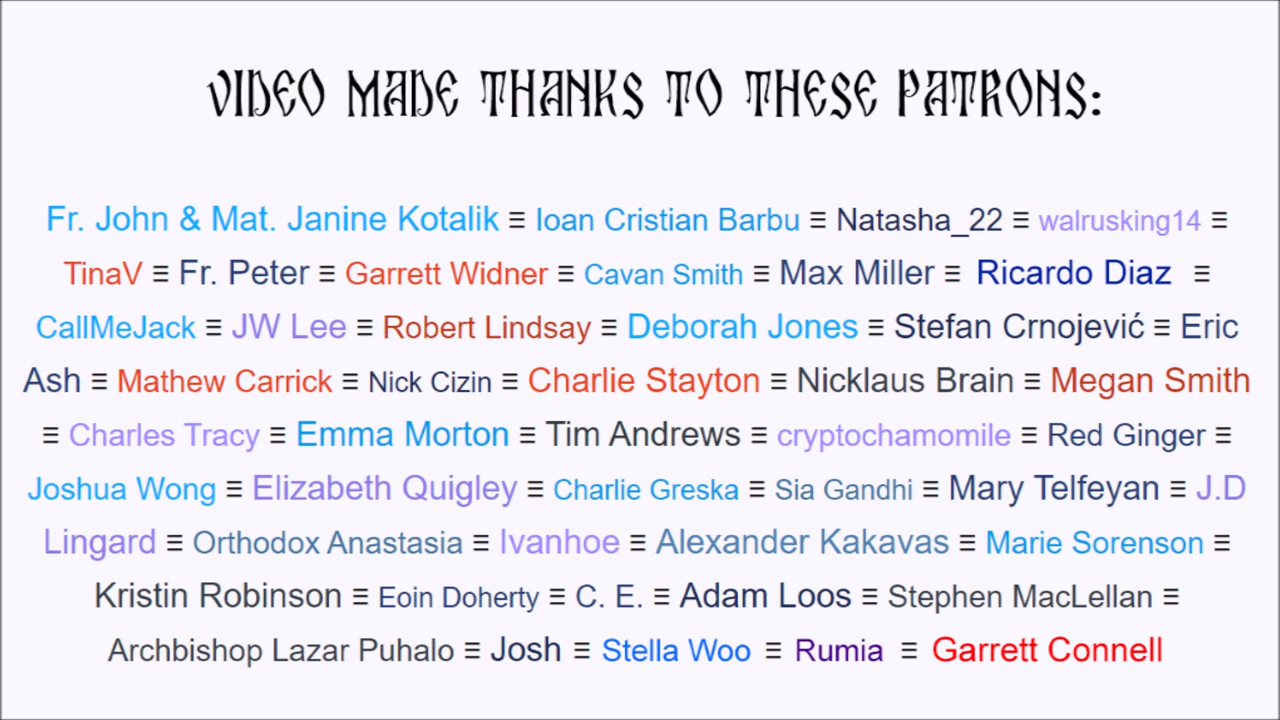 VIDEO MADE THANKS TO THESE PATRONS:
Fr. John & Mat. Janine Kotalik ≡ Ioan Cristian Barbu ≡ Natasha_22 ≡ walrusking14 ≡
TinaV ≡ Fr. Peter ≡ Garrett Widner ≡ Cavan Smith ≡ Max Miller ≡ Ricardo Diaz ≡
CallMeJack ≡ JW Lee ≡ Robert Lindsay ≡ Deborah Jones ≡ Stefan Crnojević ≡ Eric
Ash ≡ Mathew Carrick ≡ Nick Cizin ≡ Charlie Stayton ≡ Nicklaus Brain ≡ Megan Smith
≡ Charles Tracy ≡ Emma Morton ≡ Tim Andrews ≡ cryptochamomile ≡ Red Ginger ≡
Joshua Wong ≡ Elizabeth Quigley ≡ Charlie Greska ≡ Sia Gandhi ≡ Mary Telfeyan ≡ J.D
Lingard ≡ Orthodox Anastasia ≡ Ivanhoe ≡ Alexander Kakavas ≡ Marie Sorenson ≡
Kristin Robinson ≡ Eoin Doherty ≡ C. E. ≡ Adam Loos ≡ Stephen MacLellan ≡
Archbishop Lazar Puhalo ≡ Josh ≡ Stella Woo ≡ Rumia ≡ Garrett Connell